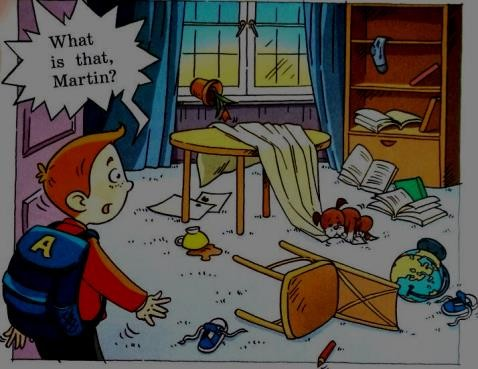 What
is that,
Martin?
A